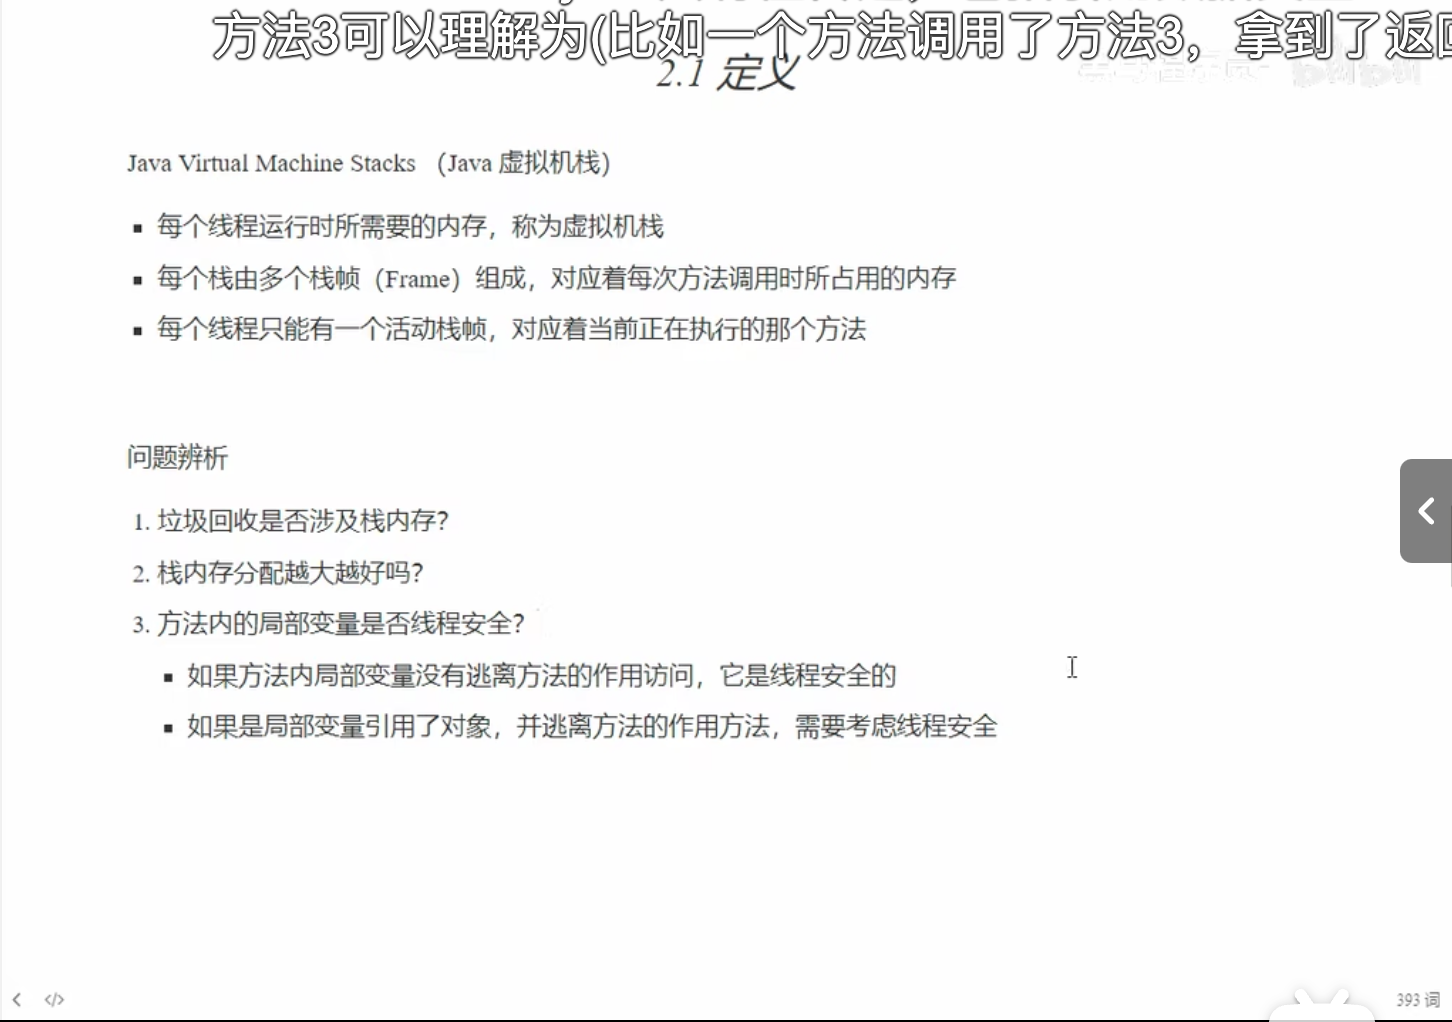 方法3可以理解为(比如一个方法调用了方法3，拿到了返回
2.1 定义
Java Virtual Machine Stacks （Java 虚拟机栈）
每个线程运行时所需要的内存，称为虚拟机栈
每个栈由多个栈帧（Frame）组成，对应着每次方法调用时所占用的内存
每个线程只能有一个活动栈帧，对应着当前正在执行的那个方法
问题辨析
1. 垃圾回收是否涉及栈内存？
2. 栈内存分配越大越好吗？
3. 方法内的局部变量是否线程安全？
如果方法内局部变量没有逃离方法的作用访问，它是线程安全的
如果是局部变量引用了对象，并逃离方法的作用方法，需要考虑线程安全
</> 393 词